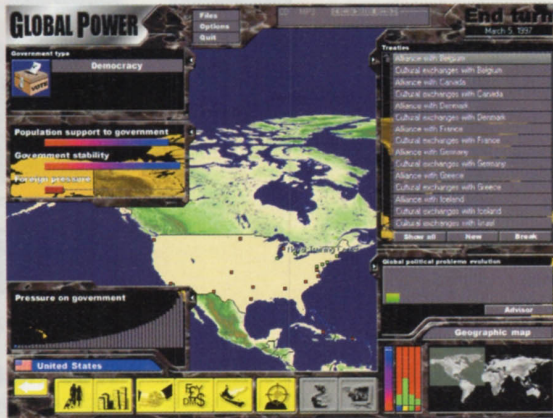 GLOBAL POWER
Files
Options
Quit
End turn
March 5, 1997
Government type
Democracy
VOTE
Population support to government
Government stability
Foreign pressure
Treaties
Alliance with Belgium
Cultural exchanges with Belgium
Alliance with Canada
Cultural exchanges with Canada
Alliance with Denmark
Cultural exchanges with Denmark
Alliance with France
Cultural exchanges with France
Alliance with Germany
Cultural exchanges with Germany
Alliance with Greece
Cultural exchanges with Greece
Alliance with Iceland
Cultural exchanges with Iceland
Cultural exchanges with Israel
Show all
New
Break
Global political problems evolution
Advisor
Pressure on government
United States
Geographic map